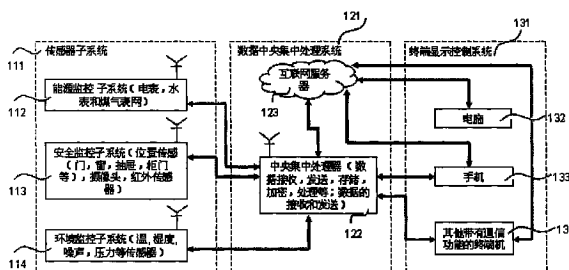 传感器子系统
111
能源监控子系统（电表，水
表和煤气表网）
112
安全监控子系统（位置传感
（门，窗，抽屉，柜门
等），摄像头，红外传感
器）
113
环境监控子系统（温，湿度，
噪声，压力等传感器）
114
数据中央集中处理系统
121
互联网服务
器
123
中央集中处理器（数
据接收，发送，存储，
加密，处理等；数据的
接收和发送）
122
终端显示控制系统
131
电脑
132
手机
133
其他带有通信
功能的终端机